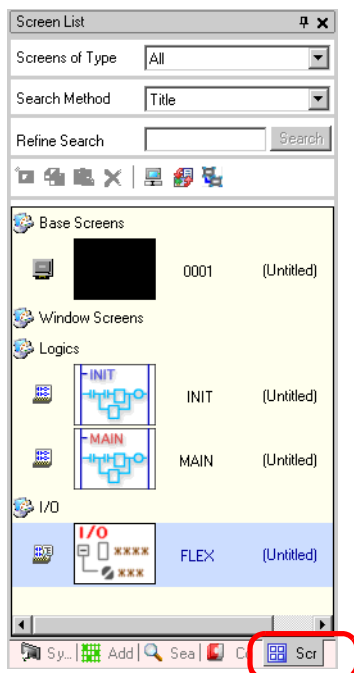 Screen List
Screens of Type All
Search Method Title
Refine Search Search
Base Screens
0001 (Untitled)
Window Screens
Logics
INIT
INIT (Untitled)
MAIN
MAIN (Untitled)
I/O
I/O
****
***
FLEX (Untitled)
Sy... Add Sea C Scr